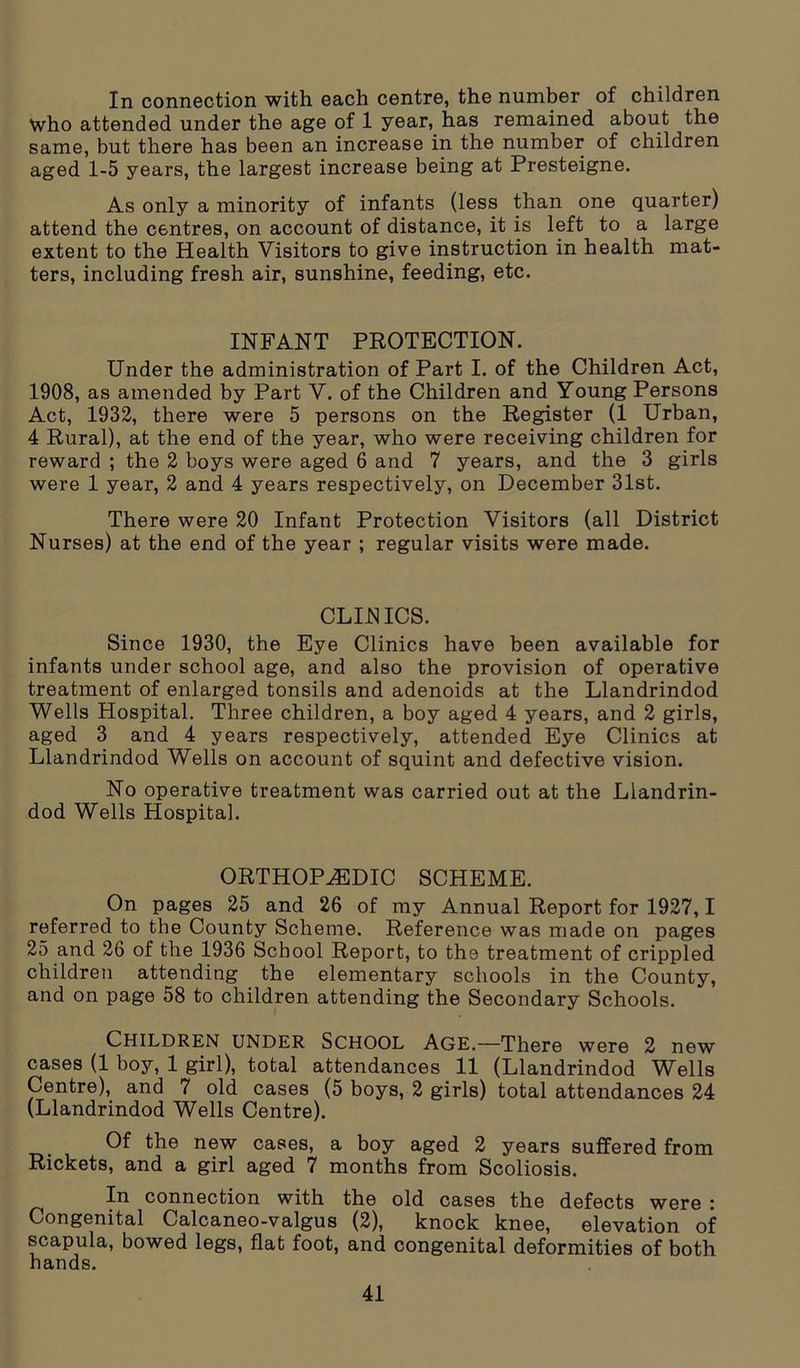 In connection with each centre, the number of children
who attended under the age of 1 year, has remained about the
same, but there has been an increase in the number of children
aged 1-5 years, the largest increase being at Presteigne.
As only a minority of infants (less than one quarter)
attend the centres, on account of distance, it is left to a large
extent to the Health Visitors to give instruction in health mat-
ters, including fresh air, sunshine, feeding, etc.
INFANT PROTECTION.
Under the administration of Part I. of the Children Act,
1908, as amended by Part V. of the Children and Young Persons
Act, 1932, there were 5 persons on the Register (1 Urban,
4 Rural), at the end of the year, who were receiving children for
reward ; the 2 boys were aged 6 and 7 years, and the 3 girls
were 1 year, 2 and 4 years respectively, on December 31st.
There were 20 Infant Protection Visitors (all District
Nurses) at the end of the year ; regular visits were made.
CLINICS.
Since 1930, the Eye Clinics have been available for
infants under school age, and also the provision of operative
treatment of enlarged tonsils and adenoids at the Llandrindod
Wells Hospital. Three children, a boy aged 4 years, and 2 girls,
aged 3 and 4 years respectively, attended Eye Clinics at
Llandrindod Wells on account of squint and defective vision.
No operative treatment was carried out at the Llandrin-
dod Wells Hospital.
ORTHOPÆDIC SCHEME.
On pages 25 and 26 of my Annual Report for 1927, I
referred to the County Scheme. Reference was made on pages
25 and 26 of the 1936 School Report, to the treatment of crippled
children attending the elementary schools in the County,
and on page 58 to children attending the Secondary Schools.
CHILDREN UNDER SCHOOL AGE.—There were 2 new
cases (1 boy, 1 girl), total attendances 11 (Llandrindod Wells
Centre), and 7 old cases (5 boys, 2 girls) total attendances 24
(Llandrindod Wells Centre).
Of the new cases, a boy aged 2 years suffered from
Rickets, and a girl aged 7 months from Scoliosis.
In connection with the old cases the defects were :
Congenital Calcaneo-valgus (2), knock knee, elevation of
scapula, bowed legs, flat foot, and congenital deformities of both
hands.
41